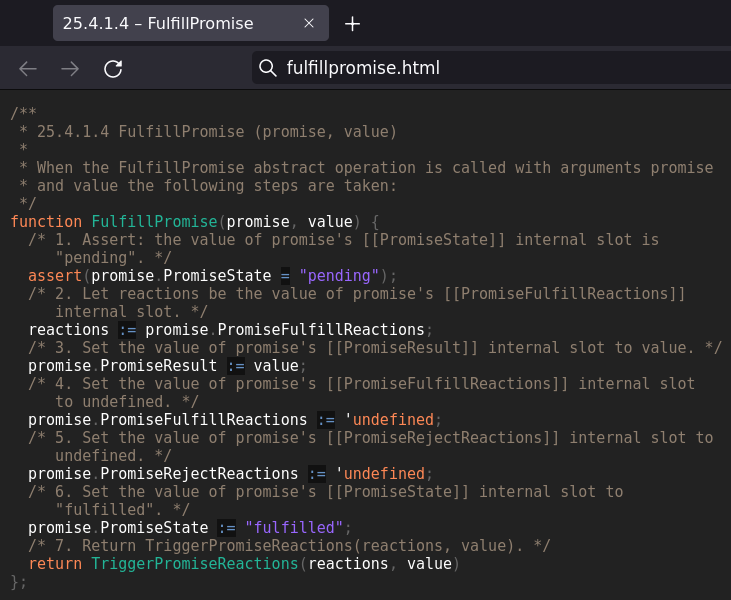 25.4.1.4 – FulfillPromise
fulfillpromise.html
/**
 * 25.4.1.4 FulfillPromise (promise, value)
 *
 * When the FulfillPromise abstract operation is called with arguments promise
 * and value the following steps are taken:
 */
function FulfillPromise(promise, value) {
  /* 1. Assert: the value of promise's [[PromiseState]] internal slot is
     "pending". */
  assert(promise.PromiseState = "pending");
  /* 2. Let reactions be the value of promise's [[PromiseFulfillReactions]]
     internal slot. */
  reactions := promise.PromiseFulfillReactions;
  /* 3. Set the value of promise's [[PromiseResult]] internal slot to value. */
  promise.PromiseResult := value;
  /* 4. Set the value of promise's [[PromiseFulfillReactions]] internal slot
     to undefined. */
  promise.PromiseFulfillReactions := 'undefined;
  /* 5. Set the value of promise's [[PromiseRejectReactions]] internal slot to
     undefined. */
  promise.PromiseRejectReactions := 'undefined;
  /* 6. Set the value of promise's [[PromiseState]] internal slot to
     "fulfilled". */
  promise.PromiseState := "fulfilled";
  /* 7. Return TriggerPromiseReactions(reactions, value). */
  return TriggerPromiseReactions(reactions, value)
};